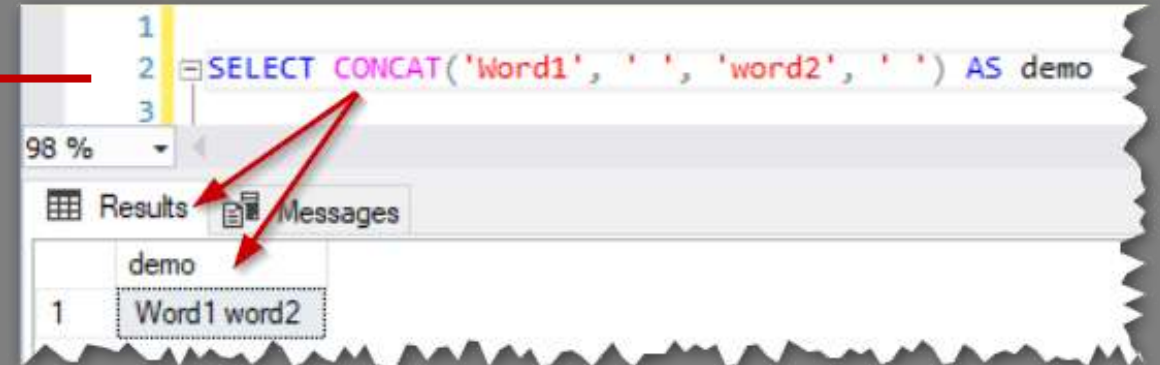 1
2 SELECT CONCAT('Word1', ' ', 'word2', ' ') AS demo
3
98 %
Results Messages
demo
1 Word1 word2